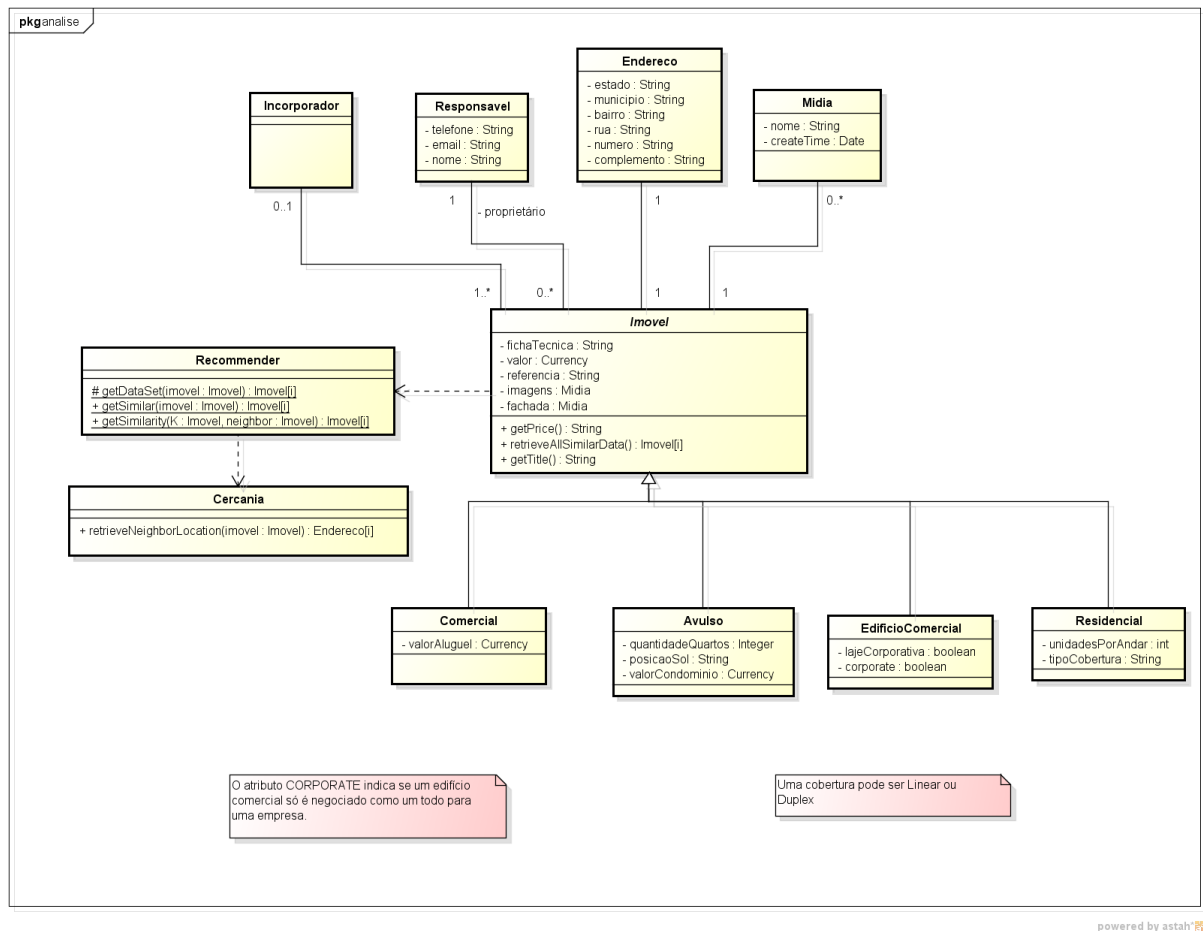 pkg analise
Incorporador
Responsavel
- telefone : String
- email : String
- nome : String
Endereco
- estado : String
- municipio : String
- bairro : String
- rua : String
- numero : String
- complemento : String
Midia
- nome : String
- createTime : Date
0..1
1
- proprietário
1
0..*
1..*
0..*
1
1
Imovel
- fichaTecnica : String
- valor : Currency
- referencia : String
- imagens : Midia
- fachada : Midia
+ getPrice() : String
+ retrieveAllSimilarData() : Imovel[i]
+ getTitle() : String
Recommender
# getDataSet(imovel : Imovel) : Imovel[i]
+ getSimilar(imovel : Imovel) : Imovel[i]
+ getSimilarity(K : Imovel, neighbor : Imovel) : Imovel[i]
Cercania
+ retrieveNeighborLocation(imovel : Imovel) : Endereco[i]
Comercial
- valorAluguel : Currency
Avulso
- quantidadeQuartos : Integer
- posicaoSol : String
- valorCondominio : Currency
EdificioComercial
- lajeCorporativa : boolean
- corporate : boolean
Residencial
- unidadesPorAndar : int
- tipoCobertura : String
O atributo CORPORATE indica se um edifício
comercial só é negociado como um todo para
uma empresa.
Uma cobertura pode ser Linear ou
Duplex
powered by astah*